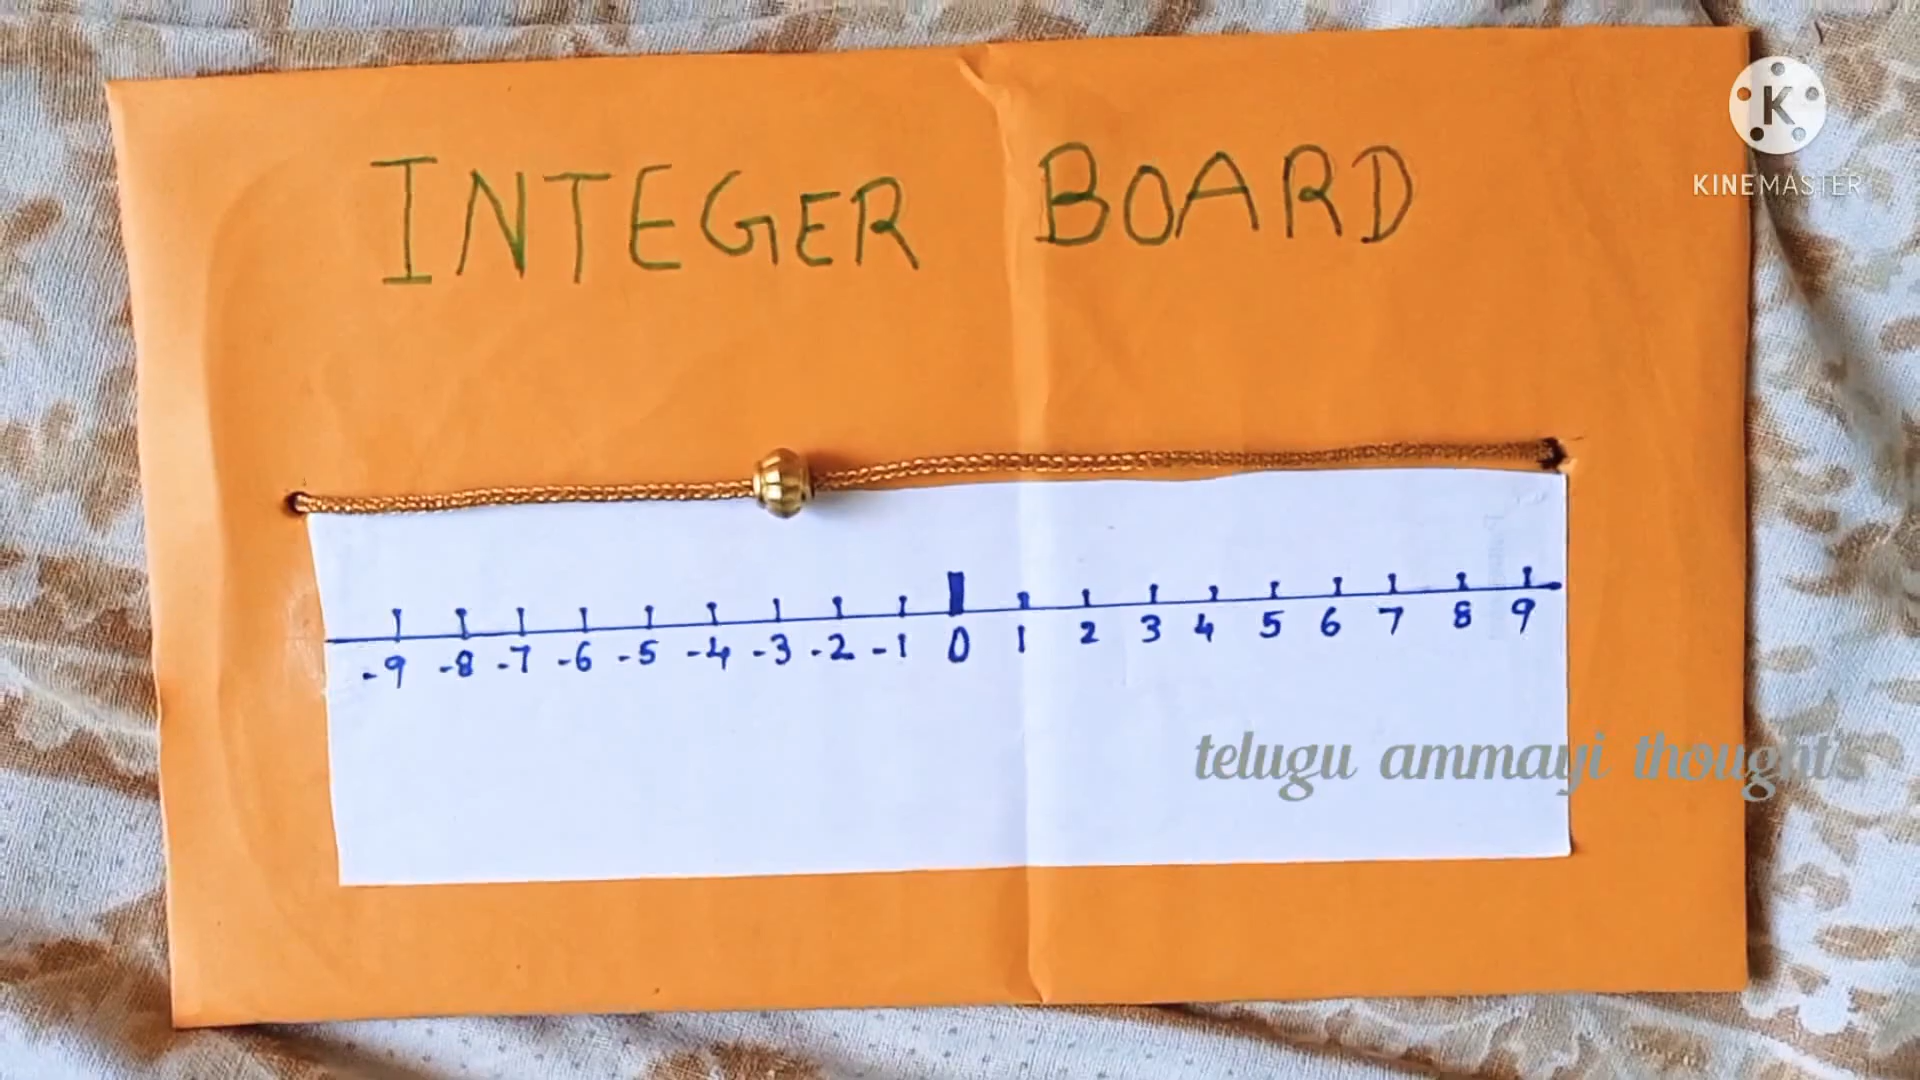 K
KINEMASTER
INTEGER BOARD
-9 -8 -7 -6 -5 -4 -3 -2 -1 0 1 2 3 4 5 6 7 8 9
telugu ammayi thought's